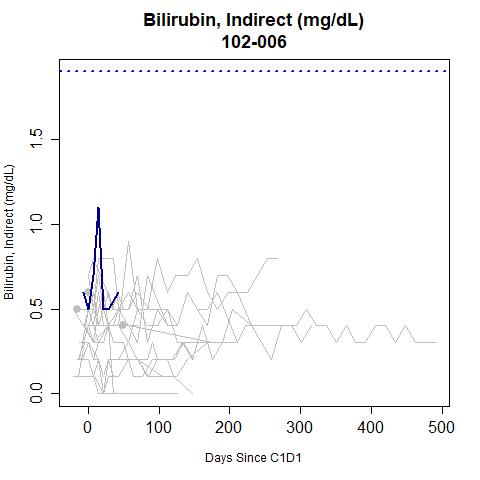 Bilirubin, Indirect (mg/dL)
102-006
Bilirubin, Indirect (mg/dL)
1.5
1.0
0.5
0.0
0 100 200 300 400 500
Days Since C1D1